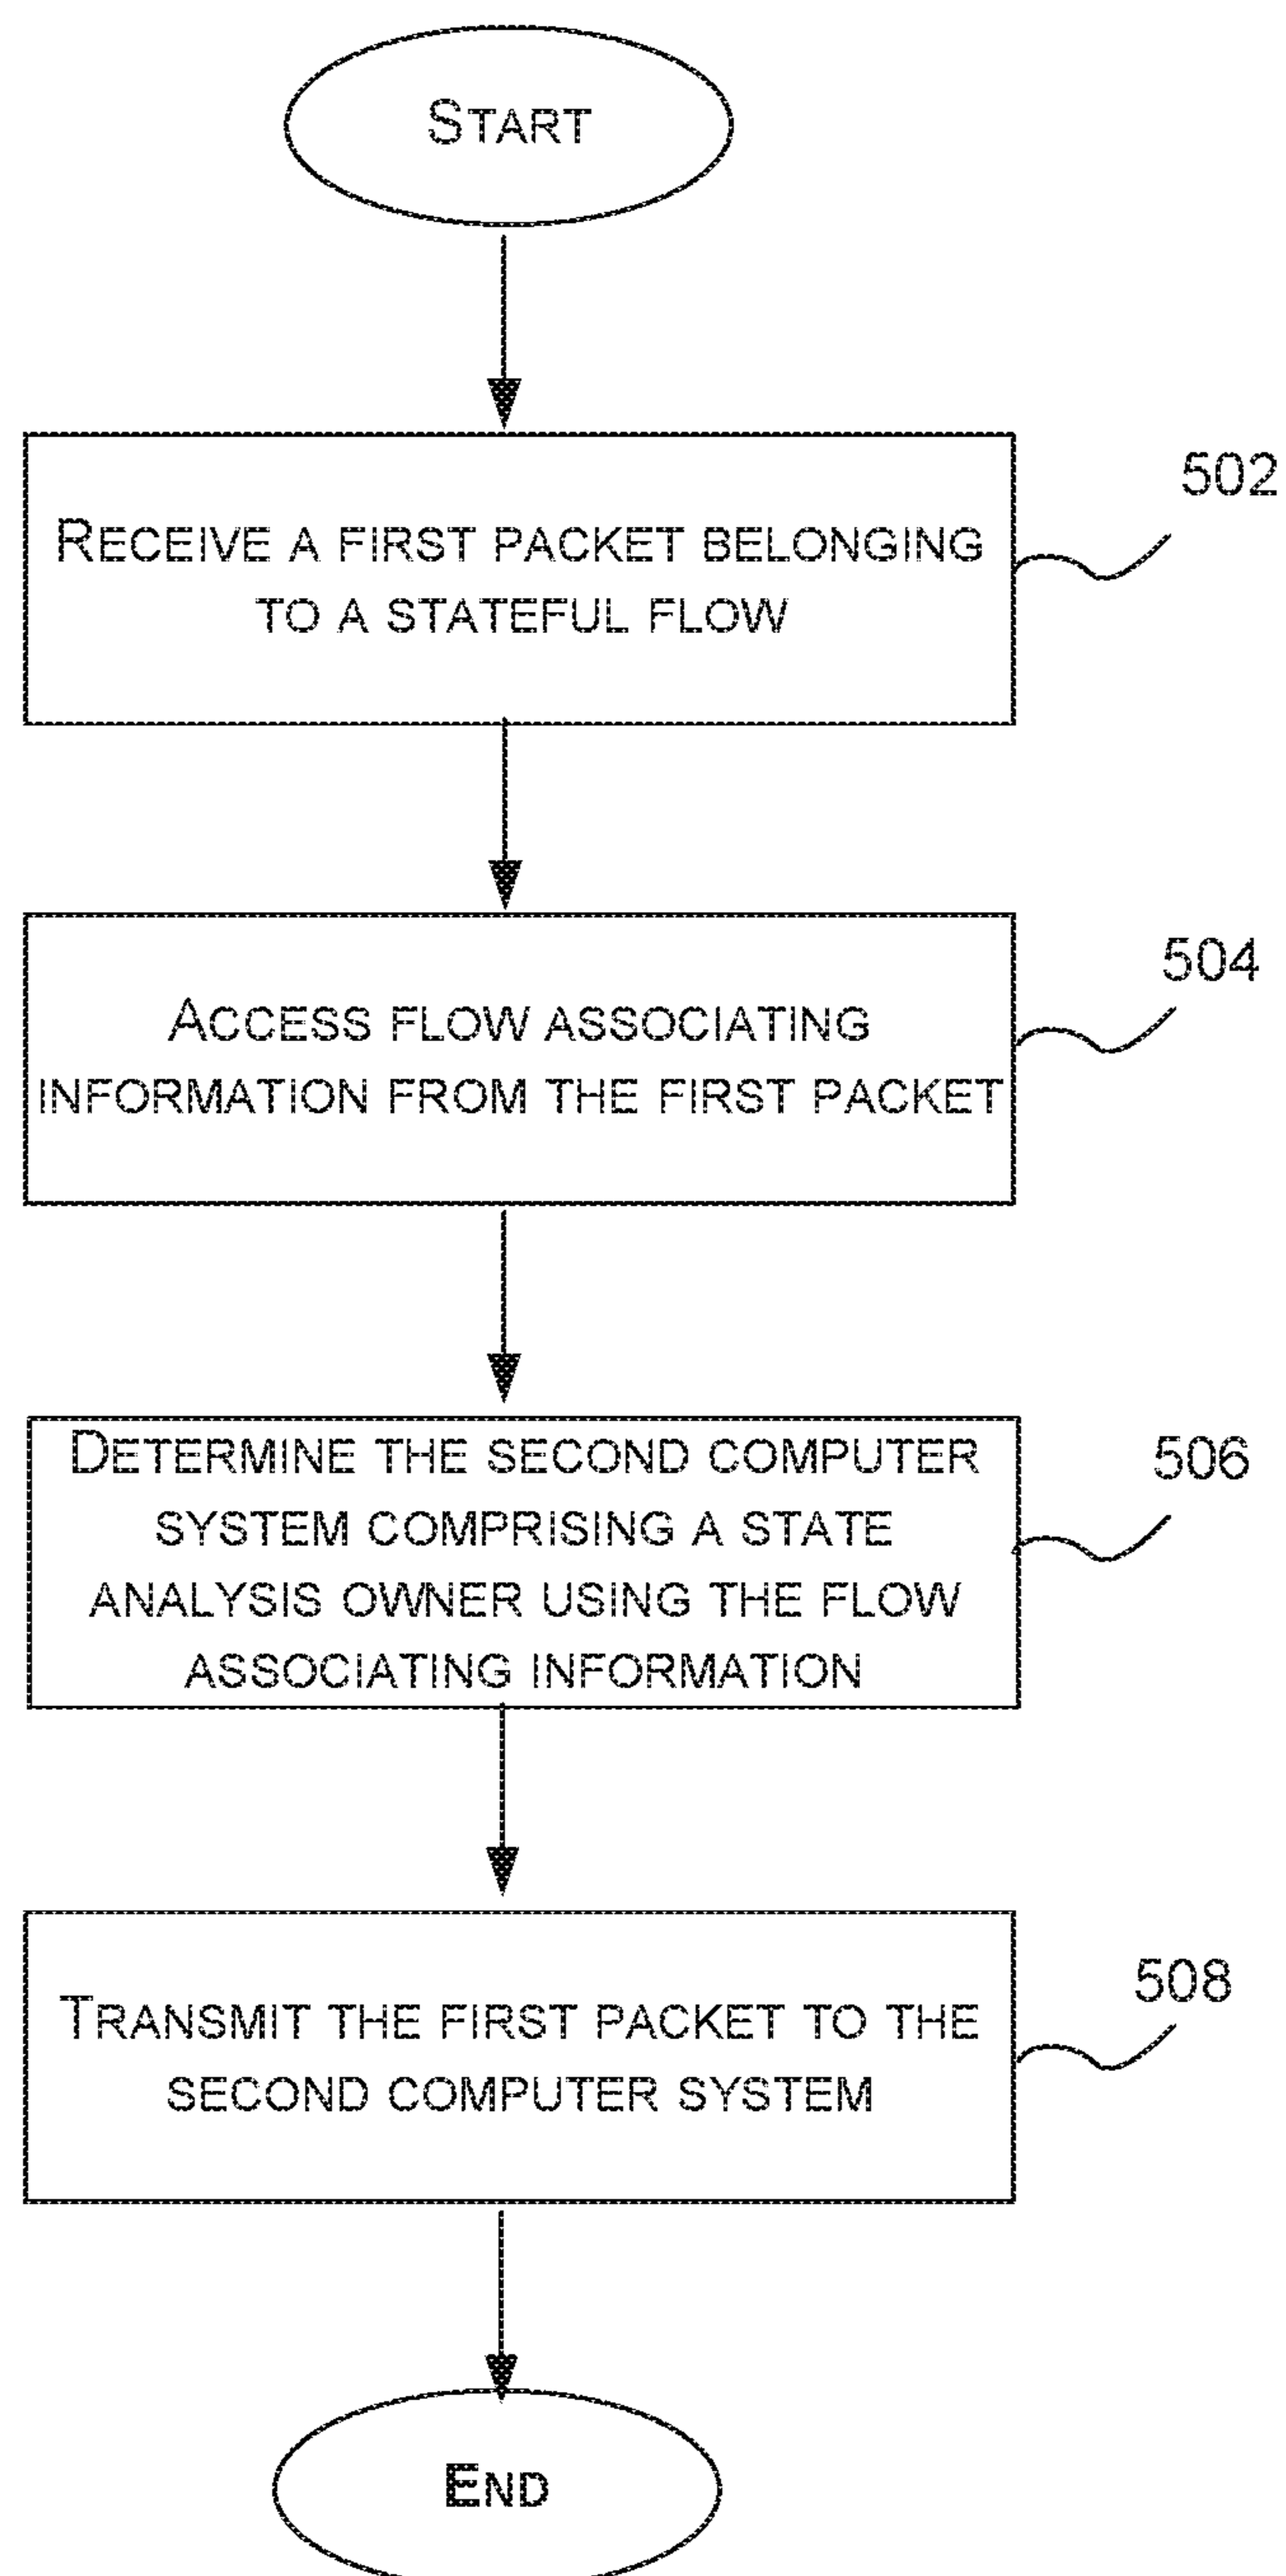 START
RECEIVE A FIRST PACKET BELONGING
TO A STATEFUL FLOW
502
ACCESS FLOW ASSOCIATING
INFORMATION FROM THE FIRST PACKET
504
DETERMINE THE SECOND COMPUTER
SYSTEM COMPRISING A STATE
ANALYSIS OWNER USING THE FLOW
ASSOCIATING INFORMATION
506
TRANSMIT THE FIRST PACKET TO THE
SECOND COMPUTER SYSTEM
508
END